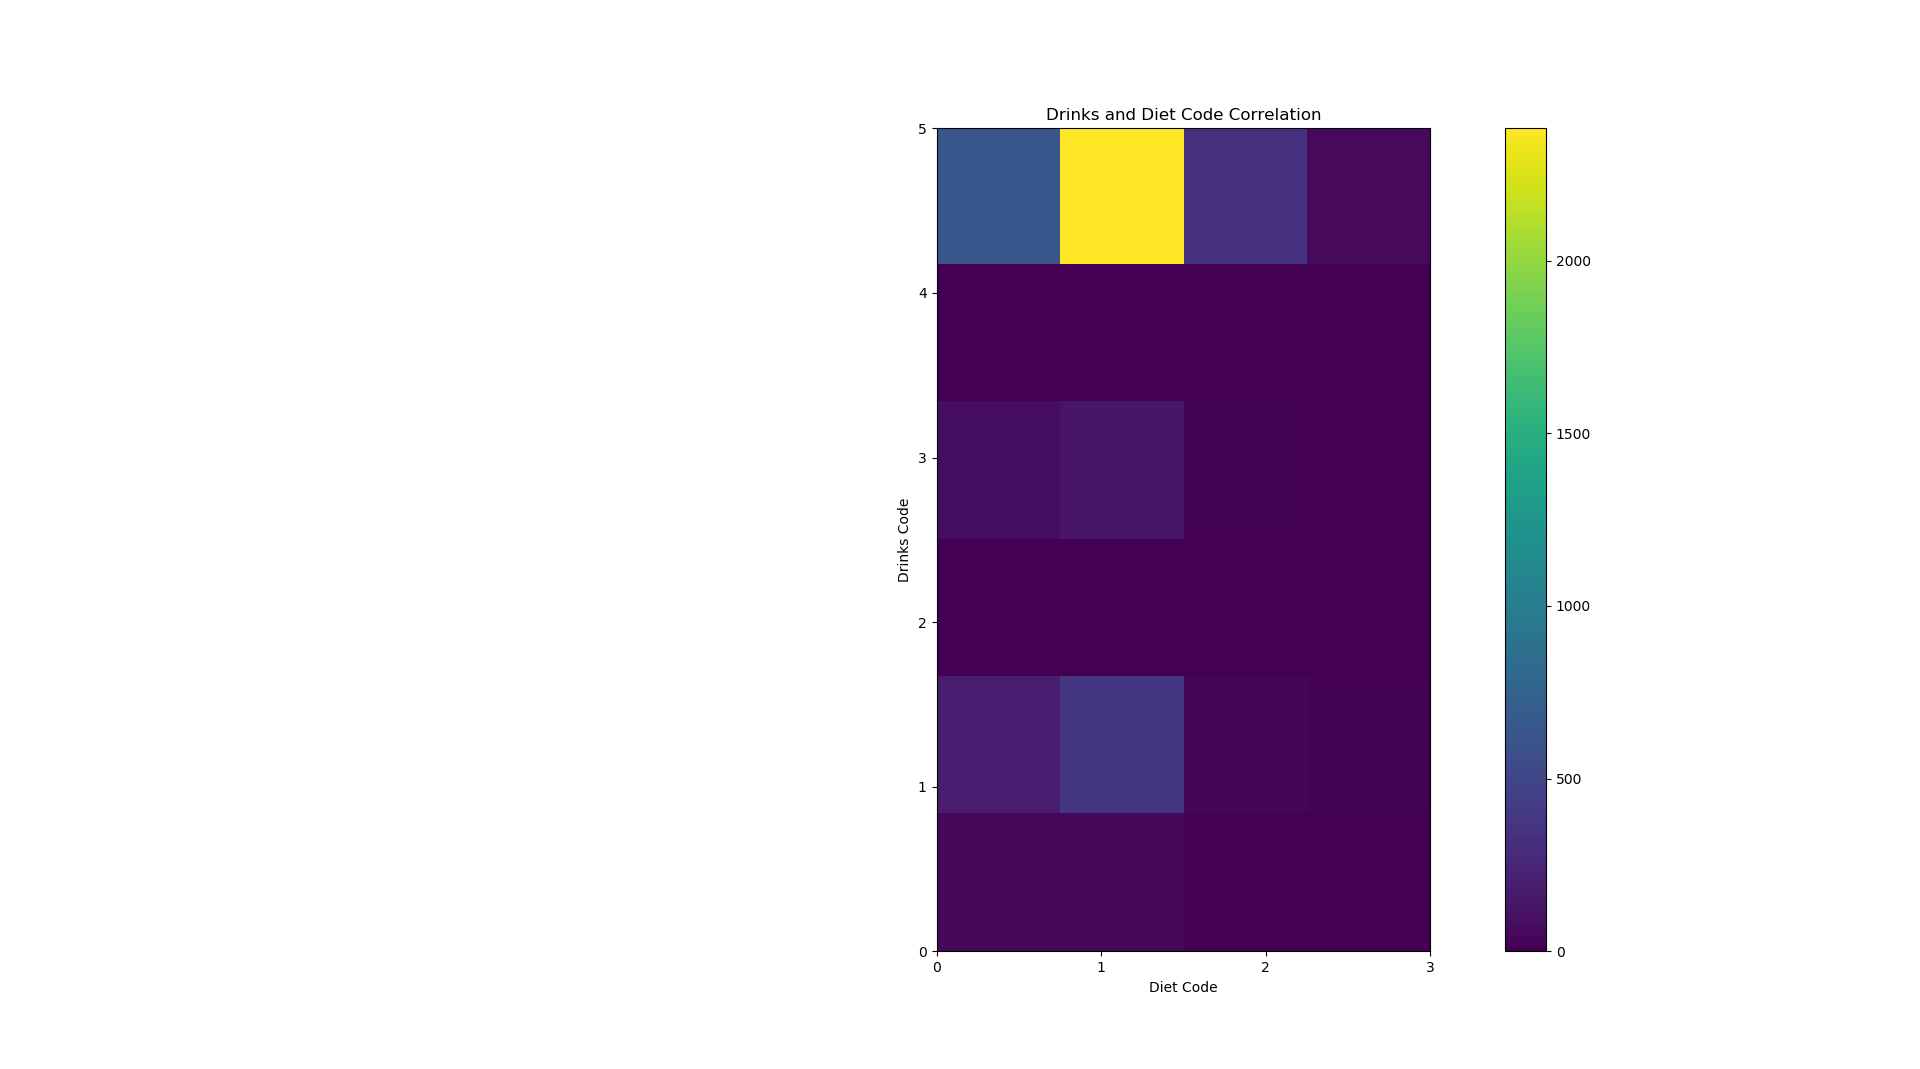 Drinks and Diet Code Correlation
5
4
3
2
1
0
Drinks Code
0 1 2 3
Diet Code
2000
1500
1000
500
0